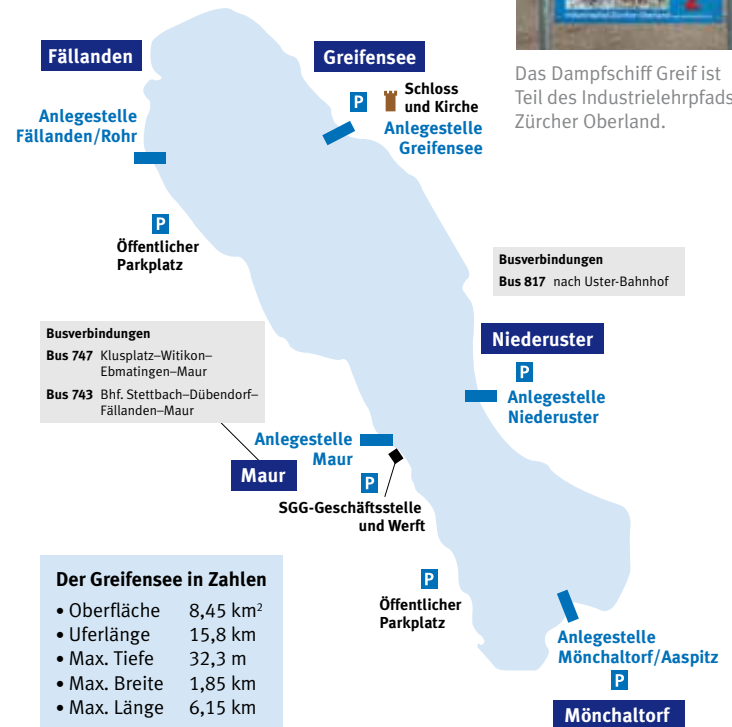 Industrielehrpfad Zürcher Oberland
Das Dampfschiff Greif ist
Teil des Industrielehrpfads
Zürcher Oberland.
Fällanden
Anlegestelle
Fällanden/Rohr
Greifensee
P
Schloss
und Kirche
Anlegestelle
Greifensee
P
Öffentlicher
Parkplatz
Busverbindungen
Bus 817 nach Uster-Bahnhof
Niederuster
P
Anlegestelle
Niederuster
Busverbindungen
Bus 747 Klusplatz–Witikon–
Ebmatingen–Maur
Bus 743 Bhf. Stettbach–Dübendorf–
Fällanden–Maur
Anlegestelle
Maur
Maur
P
SGG-Geschäftsstelle
und Werft
P
Öffentlicher
Parkplatz
Anlegestelle
Mönchaltorf/Aaspitz
P
Mönchaltorf
Der Greifensee in Zahlen
• Oberfläche 8,45 km²
• Uferlänge 15,8 km
• Max. Tiefe 32,3 m
• Max. Breite 1,85 km
• Max. Länge 6,15 km